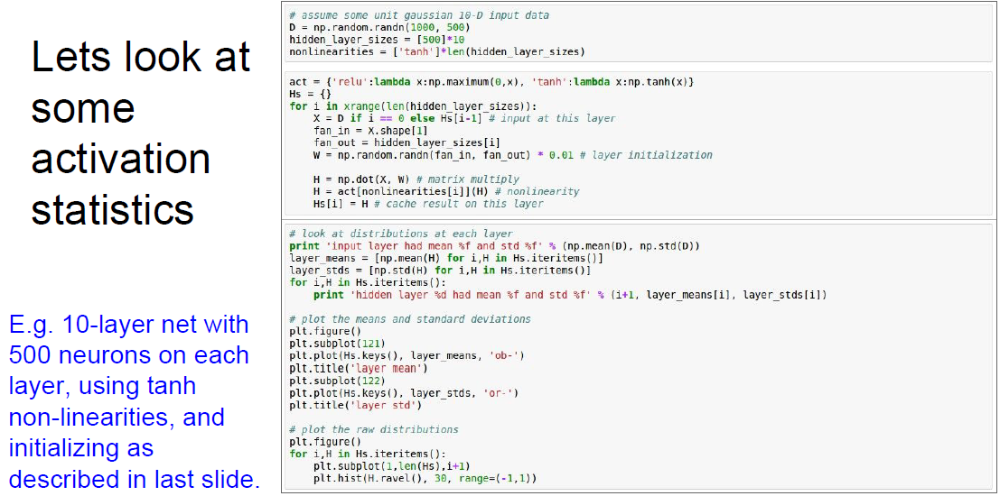 Lets look at
some
activation
statistics
E.g. 10-layer net with
500 neurons on each
layer, using tanh
non-linearities, and
initializing as
described in last slide.
# assume some unit gaussian 10-D input data
D = np.random.randn(1000, 500)
hidden_layer_sizes = [500]*10
nonlinearities = ['tanh']*len(hidden_layer_sizes)
act = {'relu':lambda x:np.maximum(0,x), 'tanh':lambda x:np.tanh(x)}
Hs = {}
for i in xrange(len(hidden_layer_sizes)):
    X = D if i == 0 else Hs[i-1] # input at this layer
    fan_in = X.shape[1]
    fan_out = hidden_layer_sizes[i]
    W = np.random.randn(fan_in, fan_out) * 0.01 # layer initialization
    H = np.dot(X, W) # matrix multiply
    H = act[nonlinearities[i]](H) # nonlinearity
    Hs[i] = H # cache result on this layer
# look at distributions at each layer
print 'input layer had mean %f and std %f' % (np.mean(D), np.std(D))
layer_means = [np.mean(H) for i,H in Hs.iteritems()]
layer_stds = [np.std(H) for i,H in Hs.iteritems()]
for i,H in Hs.iteritems():
    print 'hidden layer %d had mean %f and std %f' % (i+1, layer_means[i], layer_stds[i])
# plot the means and standard deviations
plt.figure()
plt.subplot(121)
plt.plot(Hs.keys(), layer_means, 'ob-')
plt.title('layer mean')
plt.subplot(122)
plt.plot(Hs.keys(), layer_stds, 'or-')
plt.title('layer std')
# plot the raw distributions
plt.figure()
for i,H in Hs.iteritems():
    plt.subplot(1,len(Hs),i+1)
    plt.hist(H.ravel(), 30, range=(-1,1))